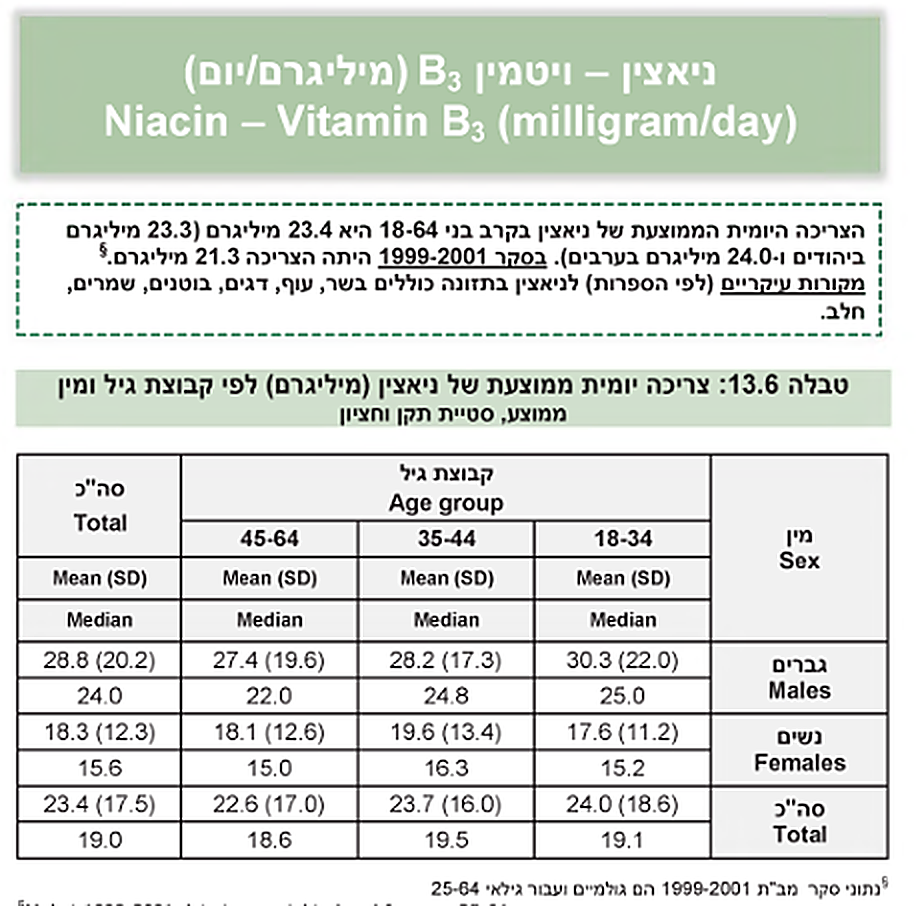 ניאצין – ויטמין B₃ (מיליגרם/יום)
Niacin – Vitamin B₃ (milligram/day)
הצריכה היומית הממוצעת של ניאצין בקרב בני 18-64 היא 23.4 מיליגרם (23.3 מיליגרם
ביהודים ו-24.0 מיליגרם בערבים). בסקר 1999-2001 היתה הצריכה 21.3 מיליגרם.§
מקורות עיקריים (לפי הספרות) לניאצין בתזונה כוללים בשר, עוף, דגים, בוטנים, שמרים,
חלב.
טבלה 13.6: צריכה יומית ממוצעת של ניאצין (מיליגרם) לפי קבוצת גיל ומין
ממוצע, סטיית תקן וחציון
מין קבוצת גיל סה"כ
Sex Age group Total
18-34 35-44 45-64
Mean (SD) Mean (SD) Mean (SD) Mean (SD)
Median Median Median Median
גברים 30.3 (22.0) 28.2 (17.3) 27.4 (19.6) 28.8 (20.2)
Males 25.0 24.8 22.0 24.0
נשים 17.6 (11.2) 19.6 (13.4) 18.1 (12.6) 18.3 (12.3)
Females 15.2 16.3 15.0 15.6
סה"כ 24.0 (18.6) 23.7 (16.0) 22.6 (17.0) 23.4 (17.5)
Total 19.1 19.5 18.6 19.0
§נתוני סקר מב"ת 1999-2001 הם גולמיים ועבור גילאי 25-64